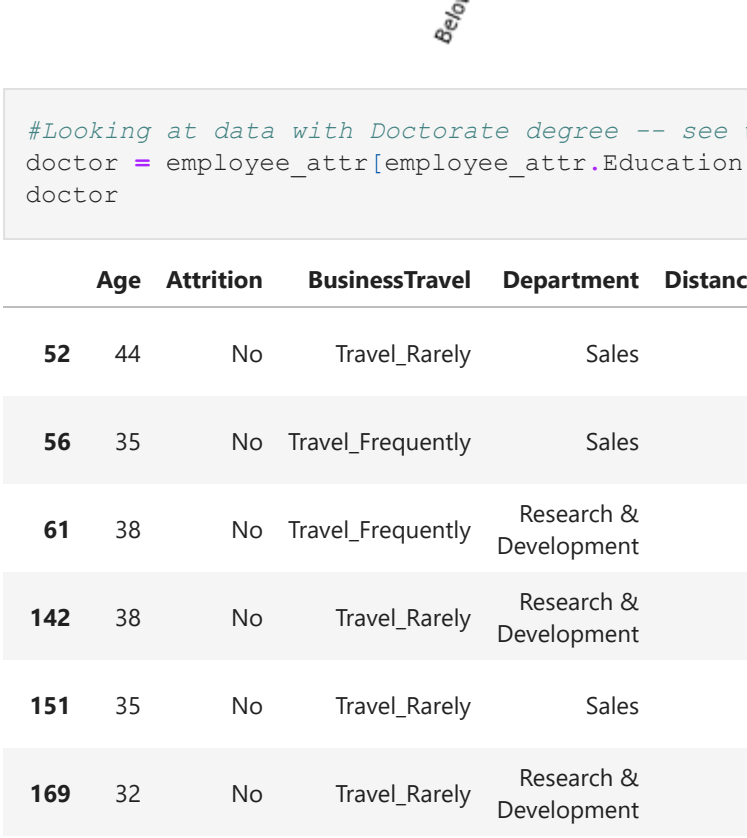 Belo
#Looking at data with Doctorate degree -- see
doctor = employee_attr[employee_attr.Education
doctor
Age Attrition BusinessTravel Department Distanc
52 44 No Travel_Rarely Sales
56 35 No Travel_Frequently Sales
61 38 No Travel_Frequently Research & Development
142 38 No Travel_Rarely Research & Development
151 35 No Travel_Rarely Sales
169 32 No Travel_Rarely Research & Development